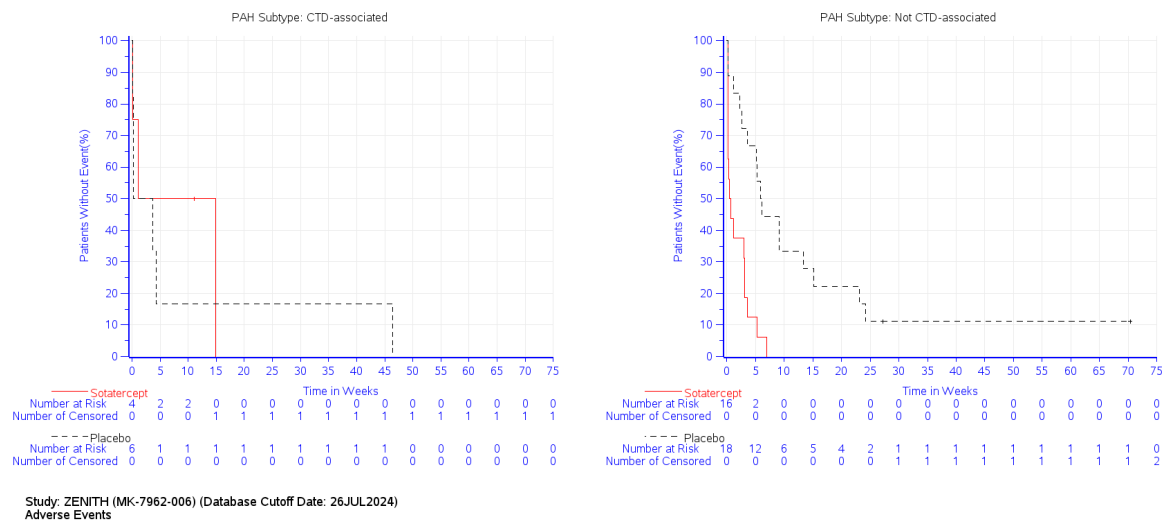 PAH Subtype: CTD-associated
100
90
80
70
60
50
40
30
20
10
0
Patients Without Event(%)
0 5 10 15 20 25 30 35 40 45 50 55 60 65 70 75
Time in Weeks
Sotatercept
Number at Risk 4 2 2 0 0 0 0 0 0 0 0 0 0 0 0 0
Number of Censored 0 0 0 1 1 1 1 1 1 1 1 1 1 1 1 1
Placebo
Number at Risk 6 1 1 1 1 1 1 1 1 1 0 0 0 0 0 0
Number of Censored 0 0 0 0 0 0 0 0 0 0 0 0 0 0 0 0
PAH Subtype: Not CTD-associated
100
90
80
70
60
50
40
30
20
10
0
Patients Without Event(%)
0 5 10 15 20 25 30 35 40 45 50 55 60 65 70 75
Time in Weeks
Sotatercept
Number at Risk 16 2 0 0 0 0 0 0 0 0 0 0 0 0 0 0
Number of Censored 0 0 0 0 0 0 0 0 0 0 0 0 0 0 0 0
Placebo
Number at Risk 18 12 6 5 4 2 1 1 1 1 1 1 1 1 1 0
Number of Censored 0 0 0 0 0 0 1 1 1 1 1 1 1 1 1 2
Study: ZENITH (MK-7962-006) (Database Cutoff Date: 26JUL2024)
Adverse Events